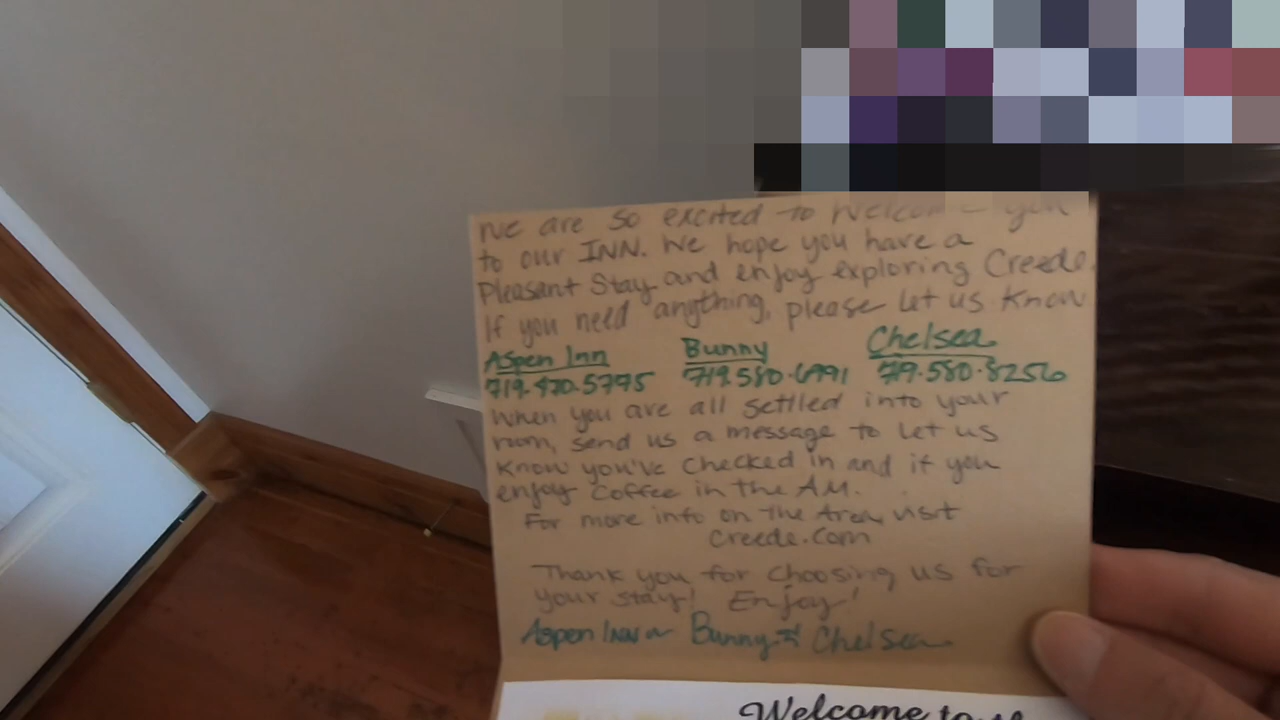 we are so excited to Welcome you
to our INN. We hope you have a
Pleasant Stay and enjoy exploring Creede.
If you need anything, please let us know
Aspen Inn Bunny Chelsea
719.580.6991 719.580.8256
When you are all settled into your
room, send us a message to let us
know you've checked in and if you
enjoy coffee in the AM.
For more info on the Area, visit
Creede.com
Thank you for choosing us for
your stay! Enjoy!
Aspen Inn Bunny & Chelsea
Welcome to